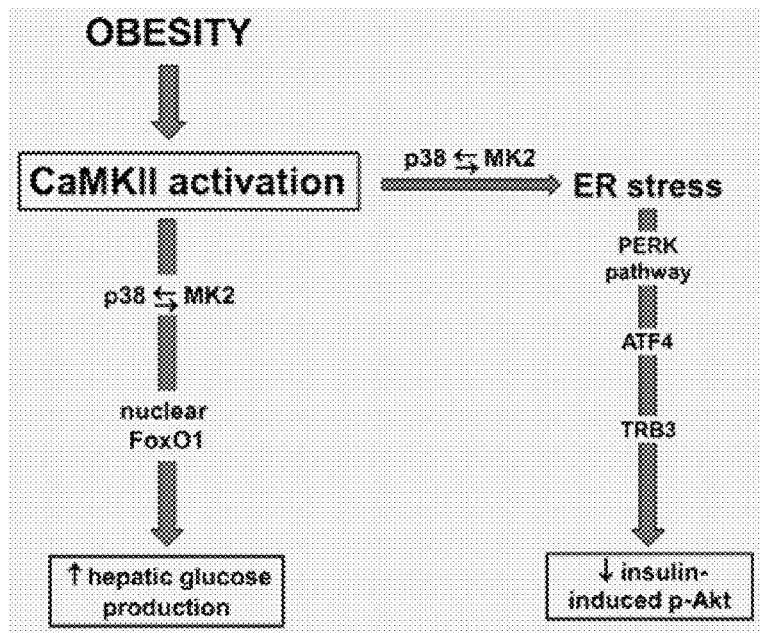 OBESITY
CaMKII activation
p38 ⇆ MK2
ER stress
PERK
pathway
p38 ⇆ MK2
ATF4
nuclear
FoxO1
TRB3
↑ hepatic glucose
production
↓ insulin-
induced p-Akt